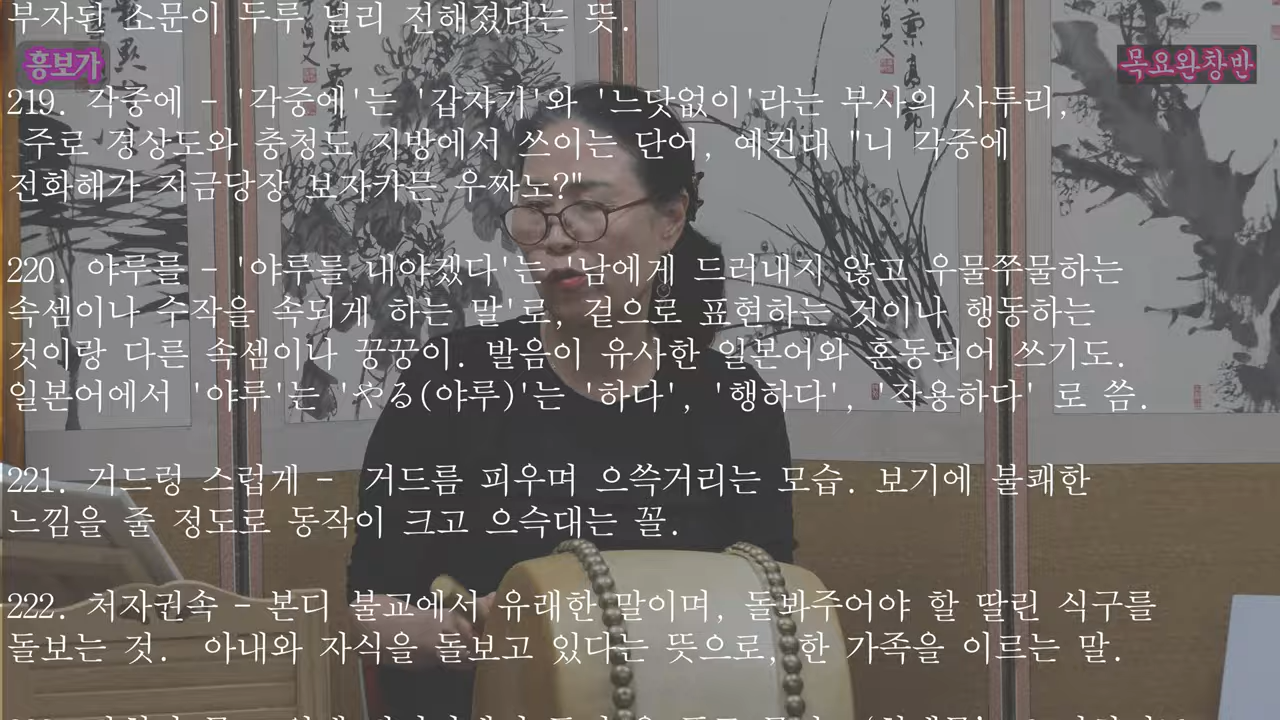 부자된 소문이 두루 널리 전해졌다는 뜻.
흥보가
목요완창반
219. 각중에 - '각중에'는 '갑자기'와 '느닷없이'라는 부사의 사투리,
주로 경상도와 충청도 지방에서 쓰이는 단어, 예컨대 "니 각중에
전화해가 지금당장 보자카믄 우짜노?"
220. 야루를 - '야루를 내야겠다'는 '남에게 드러내지 않고 우물쭈물하는
속셈이나 수작을 속되게 하는 말'로, 겉으로 표현하는 것이나 행동하는
것이랑 다른 속셈이나 꿍꿍이. 발음이 유사한 일본어와 혼동되어 쓰기도.
일본어에서 '야루'는 'やる(야루)'는 '하다', '행하다', '작용하다' 로 씀.
221. 거드렁 스럽게 - 거드름 피우며 으쓱거리는 모습. 보기에 불쾌한
느낌을 줄 정도로 동작이 크고 으슥대는 꼴.
222. 처자권속 - 본디 불교에서 유래한 말이며, 돌봐주어야 할 딸린 식구를
돌보는 것. 아내와 자식을 돌보고 있다는 뜻으로, 한 가족을 이르는 말.